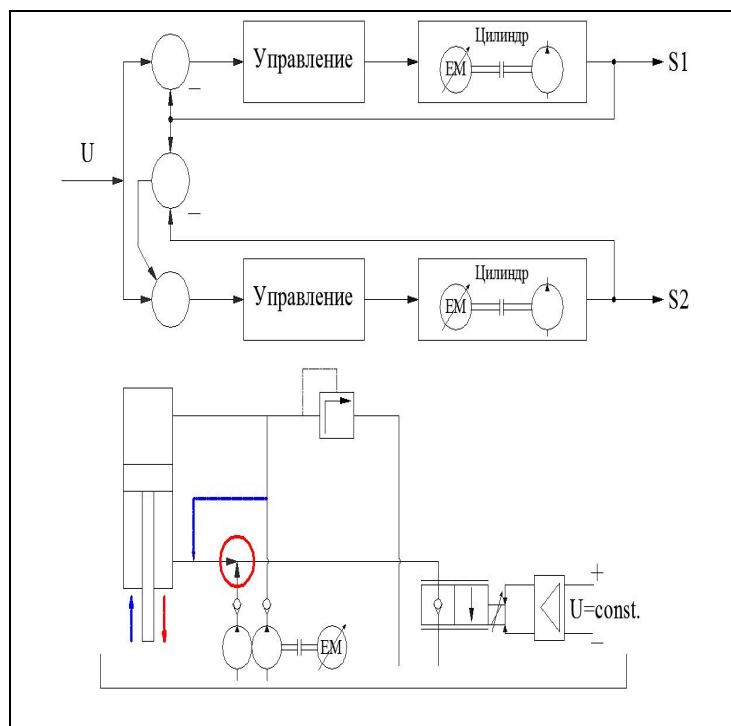 Управление
Цилиндр
EM
S1
–
U
–
Управление
Цилиндр
EM
S2
EM
+
U=const.
–